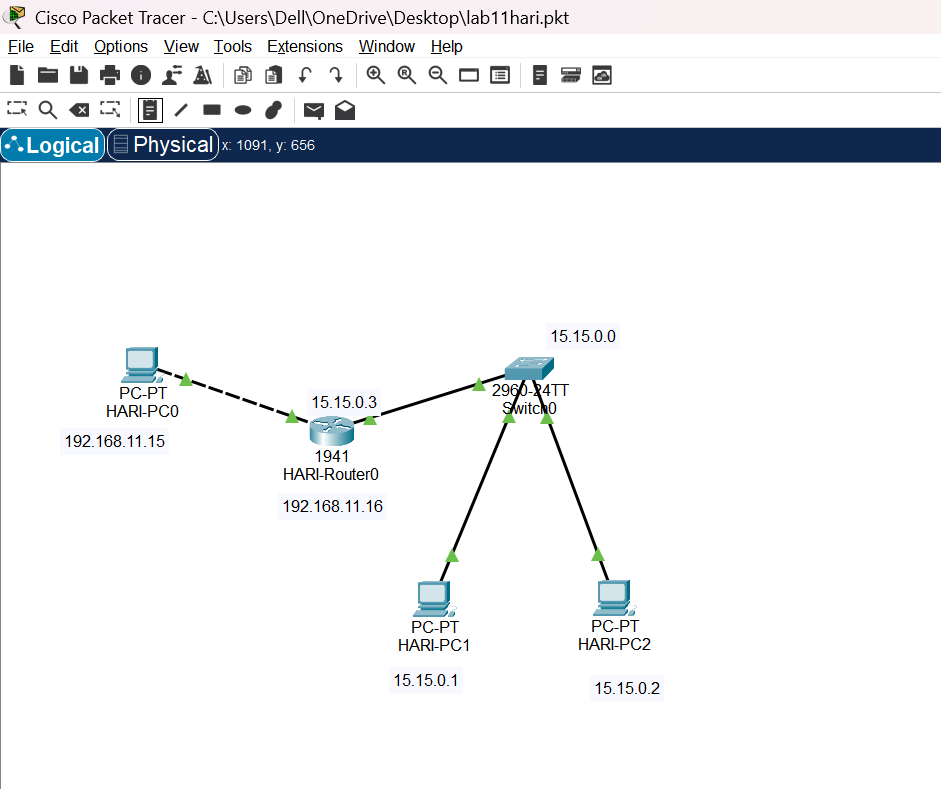 Cisco Packet Tracer - C:\Users\Dell\OneDrive\Desktop\lab11hari.pkt
File Edit Options View Tools Extensions Window Help
Logical Physical x: 1091, y: 656
15.15.0.0
PC-PT
HARI-PC0
192.168.11.15
15.15.0.3
1941
HARI-Router0
192.168.11.16
2960-24TT
Switch0
PC-PT
HARI-PC1
15.15.0.1
PC-PT
HARI-PC2
15.15.0.2